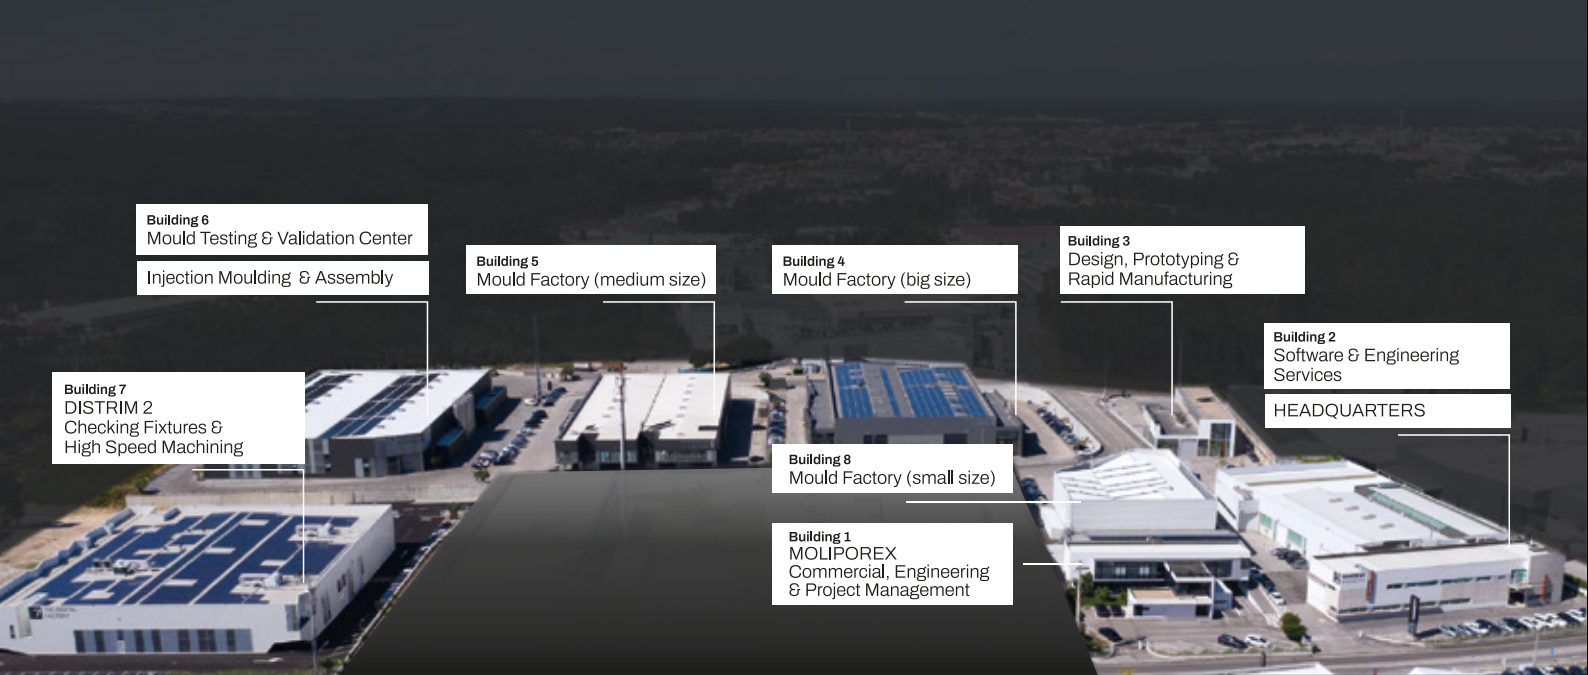 Building 6
Mould Testing & Validation Center
Injection Moulding & Assembly
Building 5
Mould Factory (medium size)
Building 4
Mould Factory (big size)
Building 3
Design, Prototyping &
Rapid Manufacturing
Building 2
Software & Engineering
Services
HEADQUARTERS
Building 7
DISTRIM 2
Checking Fixtures &
High Speed Machining
Building 8
Mould Factory (small size)
Building 1
MOLIPOREX
Commercial, Engineering
& Project Management